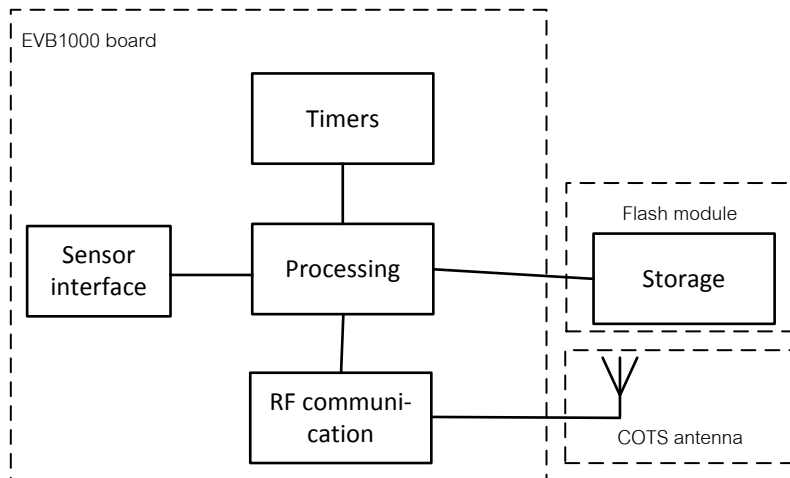 EVB1000 board
Timers
Flash module
Sensor
interface
Processing
Storage
RF communi-
cation
COTS antenna